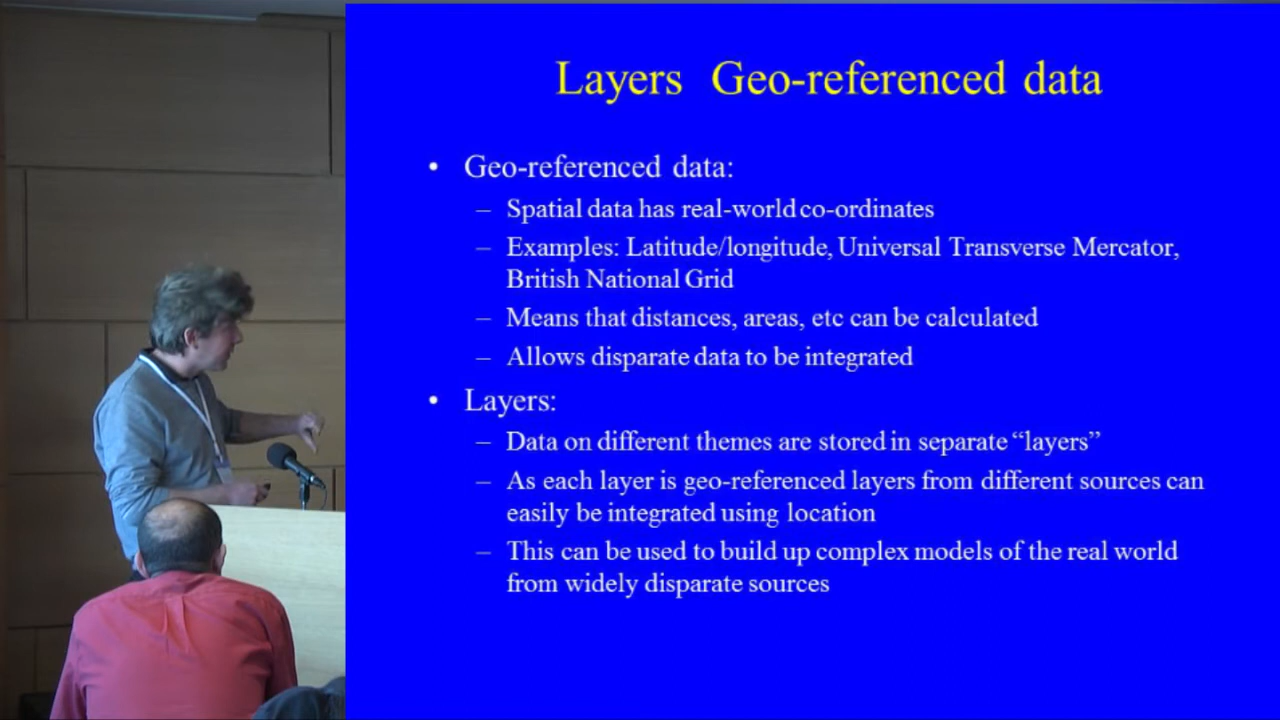 Layers Geo-referenced data
• Geo-referenced data:
– Spatial data has real-world co-ordinates
– Examples: Latitude/longitude, Universal Transverse Mercator,
British National Grid
– Means that distances, areas, etc can be calculated
– Allows disparate data to be integrated
• Layers:
– Data on different themes are stored in separate “layers”
– As each layer is geo-referenced layers from different sources can
easily be integrated using location
– This can be used to build up complex models of the real world
from widely disparate sources